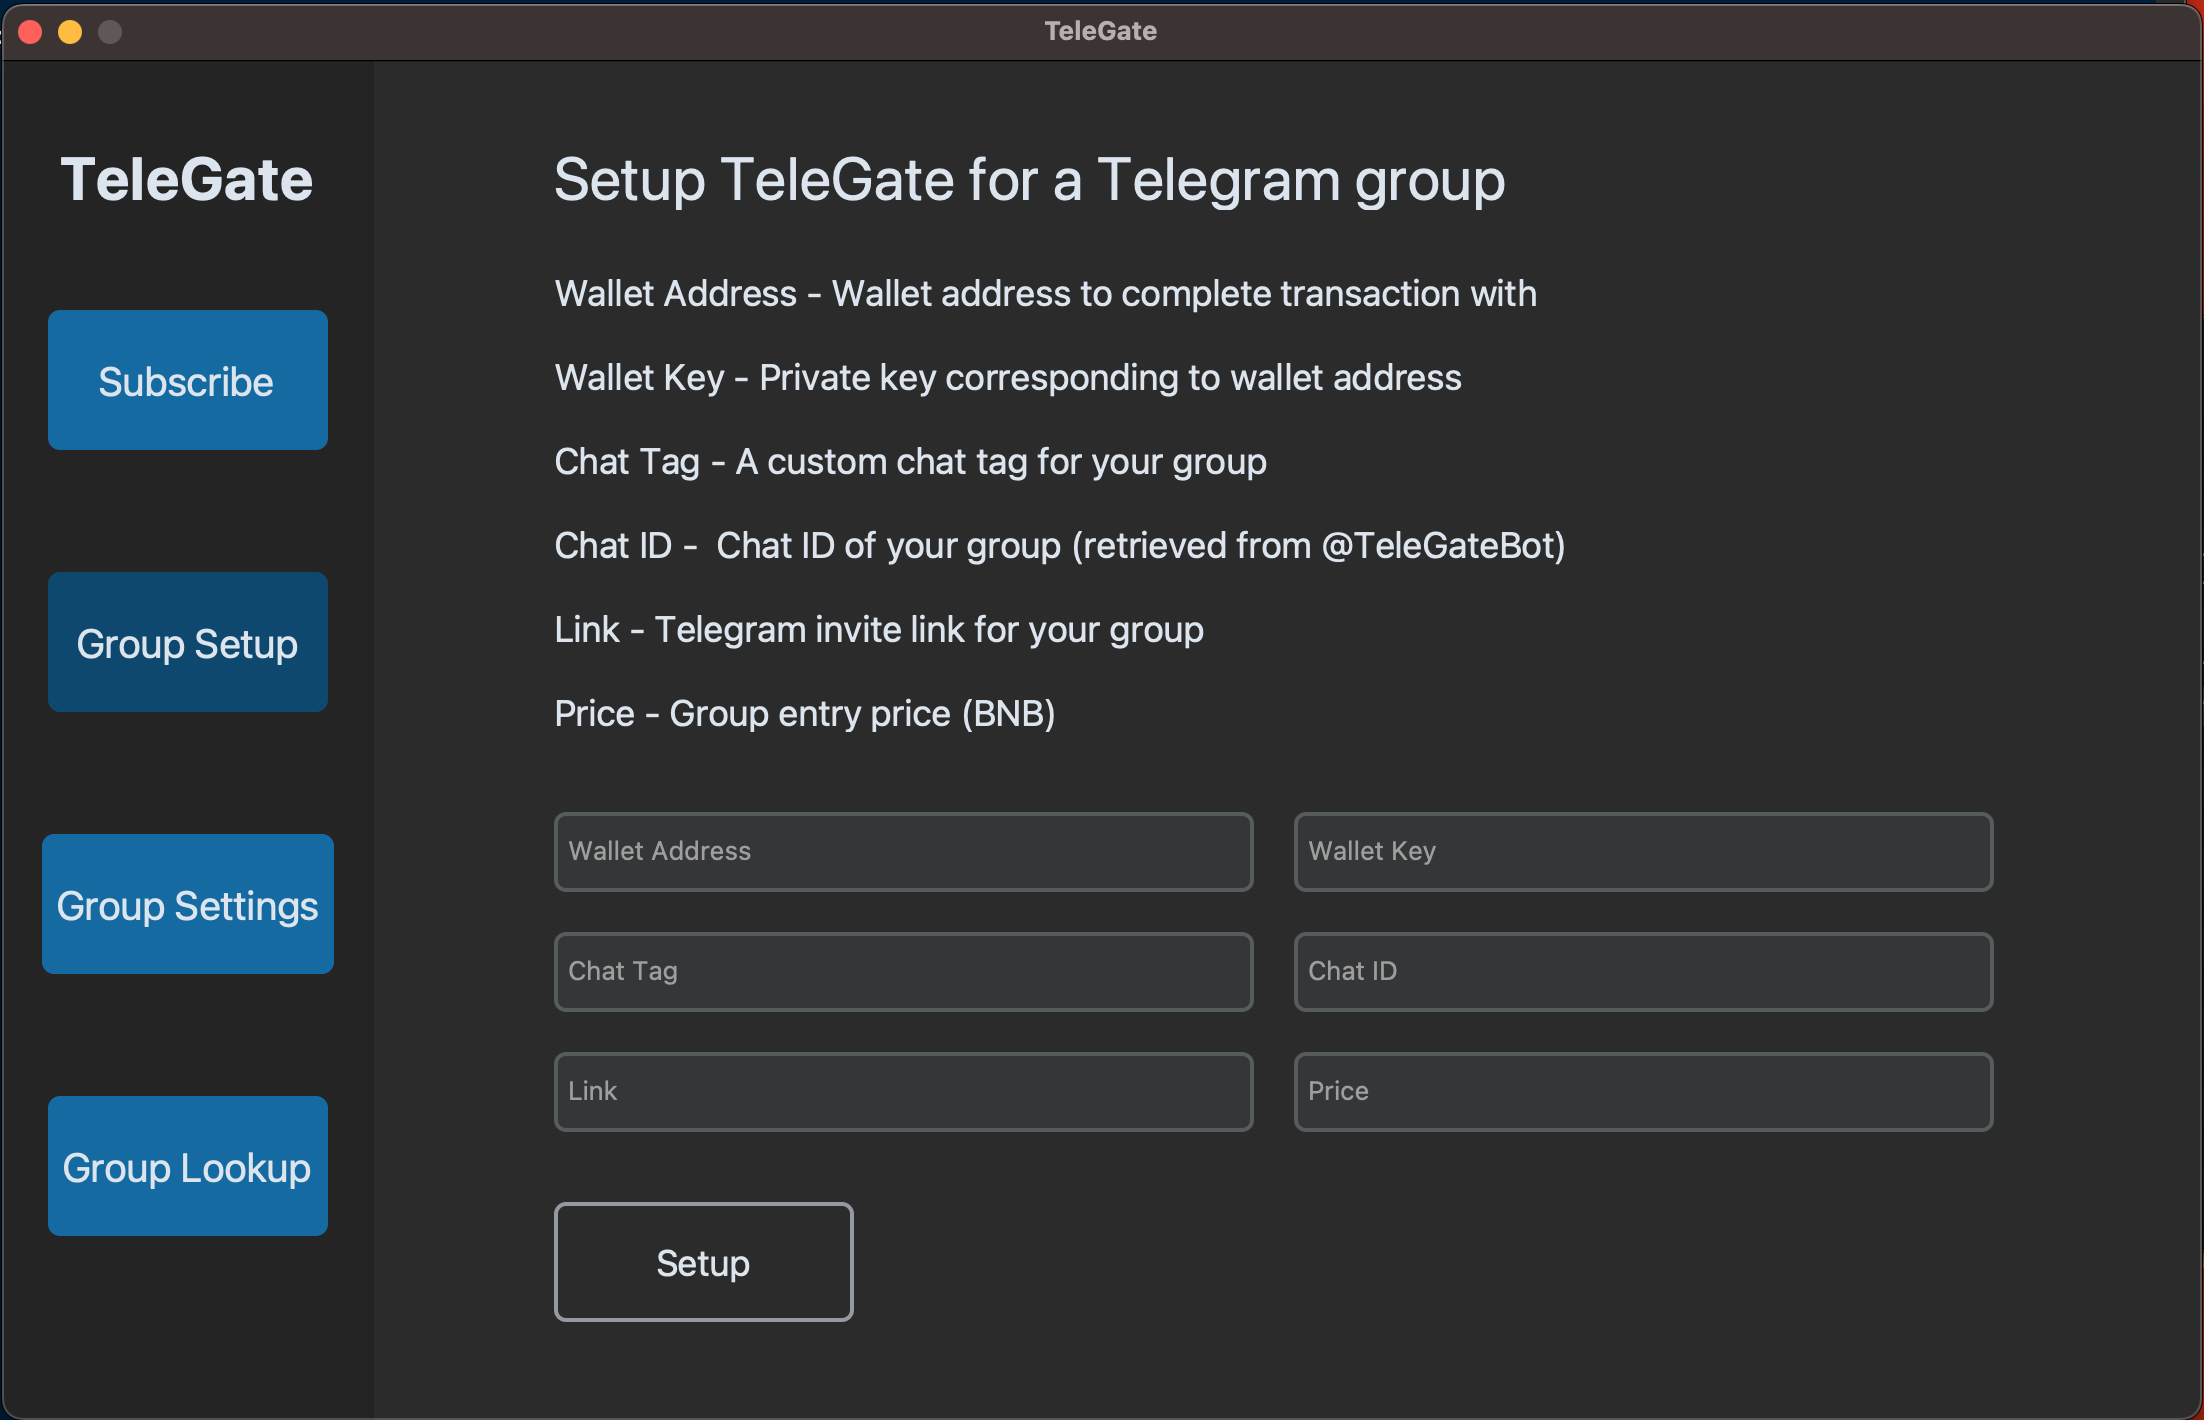 TeleGate
TeleGate
Subscribe
Group Setup
Group Settings
Group Lookup
Setup TeleGate for a Telegram group
Wallet Address - Wallet address to complete transaction with
Wallet Key - Private key corresponding to wallet address
Chat Tag - A custom chat tag for your group
Chat ID -  Chat ID of your group (retrieved from @TeleGateBot)
Link - Telegram invite link for your group
Price - Group entry price (BNB)
Wallet Address
Wallet Key
Chat Tag
Chat ID
Link
Price
Setup